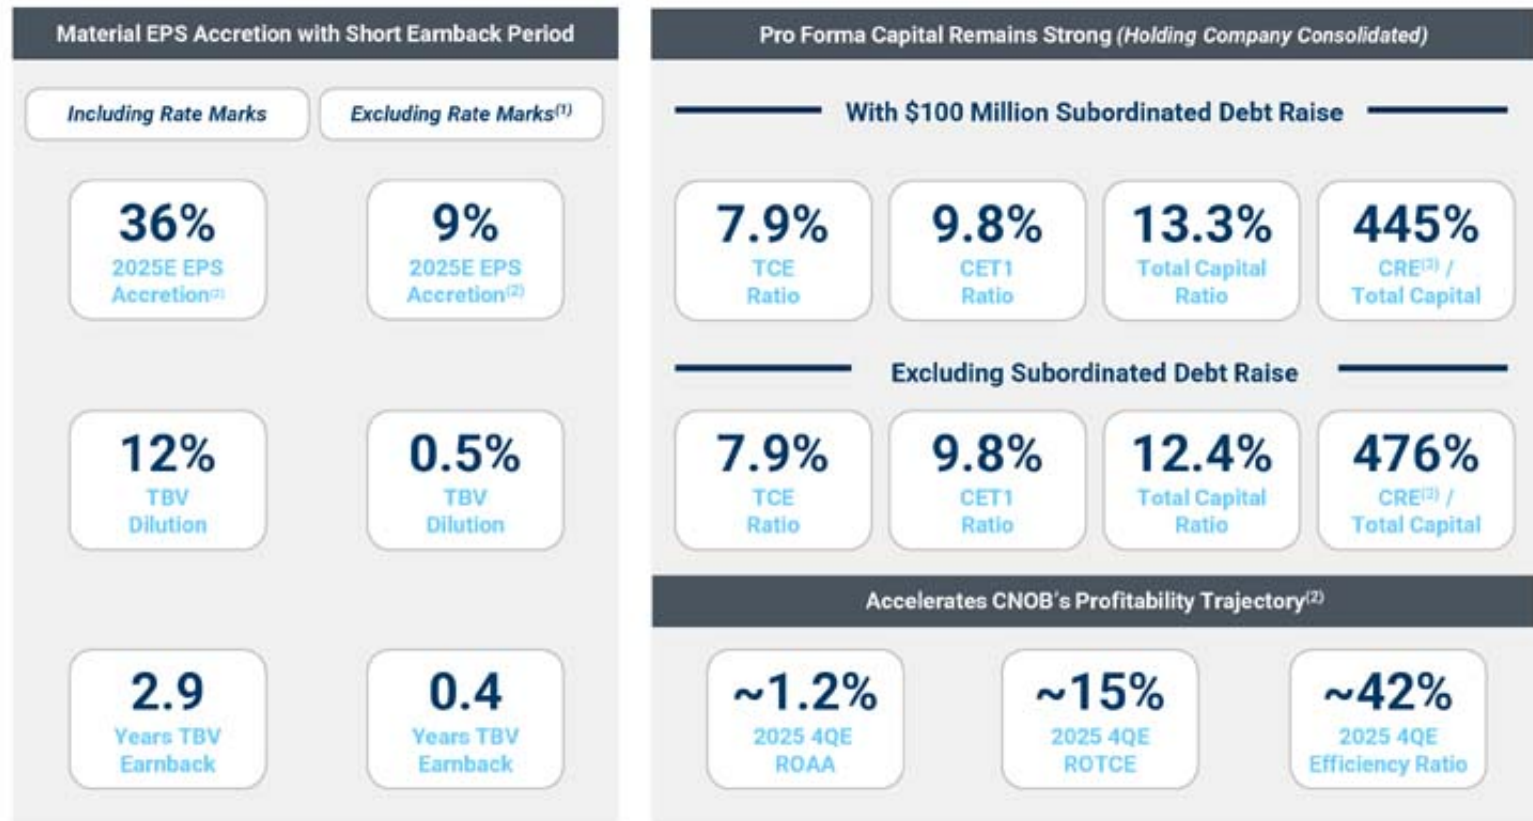 Material EPS Accretion with Short Earnback Period
Including Rate Marks
Excluding Rate Marks(1)
36%
2025E EPS
Accretion(2)
9%
2025E EPS
Accretion(2)
12%
TBV
Dilution
0.5%
TBV
Dilution
2.9
Years TBV
Earnback
0.4
Years TBV
Earnback
Pro Forma Capital Remains Strong (Holding Company Consolidated)
With $100 Million Subordinated Debt Raise
7.9%
TCE
Ratio
9.8%
CET1
Ratio
13.3%
Total Capital
Ratio
445%
CRE(3) /
Total Capital
Excluding Subordinated Debt Raise
7.9%
TCE
Ratio
9.8%
CET1
Ratio
12.4%
Total Capital
Ratio
476%
CRE(3) /
Total Capital
Accelerates CNOB's Profitability Trajectory(2)
~1.2%
2025 4QE
ROAA
~15%
2025 4QE
ROTCE
~42%
2025 4QE
Efficiency Ratio